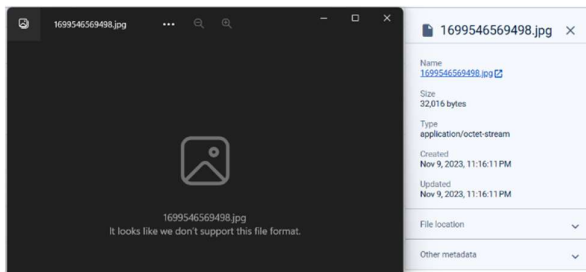 1699546569498.jpg
1699546569498.jpg
It looks like we don't support this file format.
1699546569498.jpg
Name
1699546569498.jpg
Size
32,016 bytes
Type
application/octet-stream
Created
Nov 9, 2023, 11:16:11 PM
Updated
Nov 9, 2023, 11:16:11 PM
File location
Other metadata